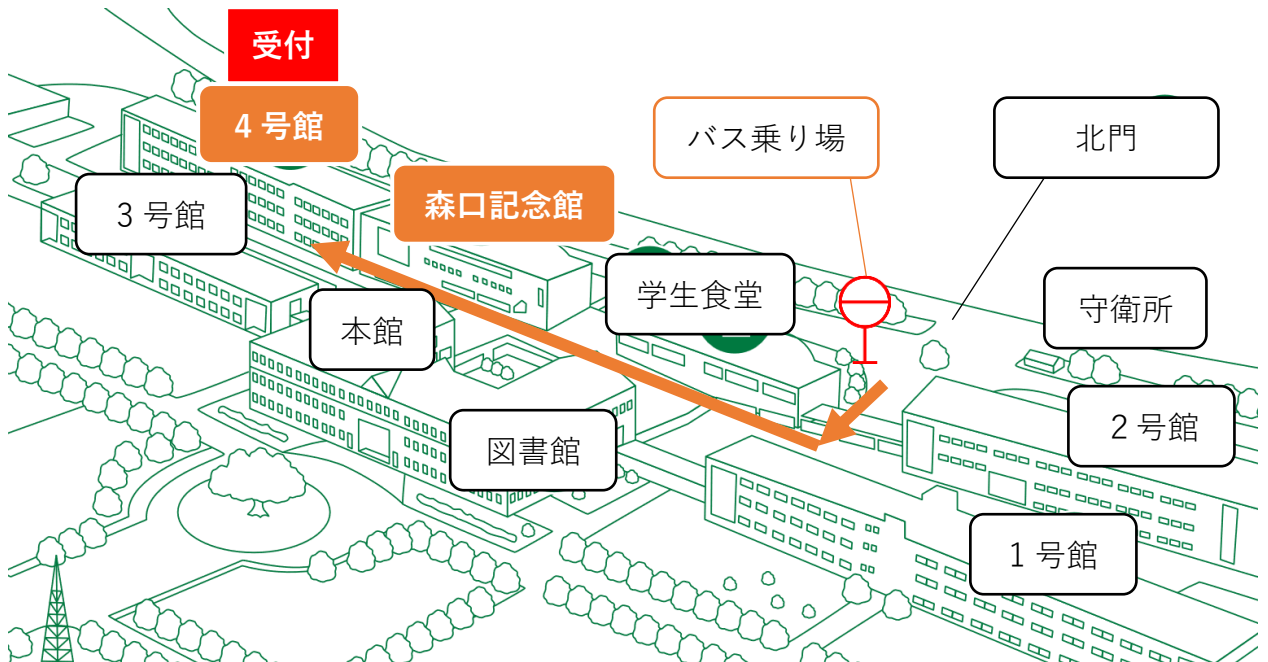 受付
4 号館
バス乗り場
北門
3 号館
森口記念館
学生食堂
守衛所
本館
2 号館
図書館
1 号館